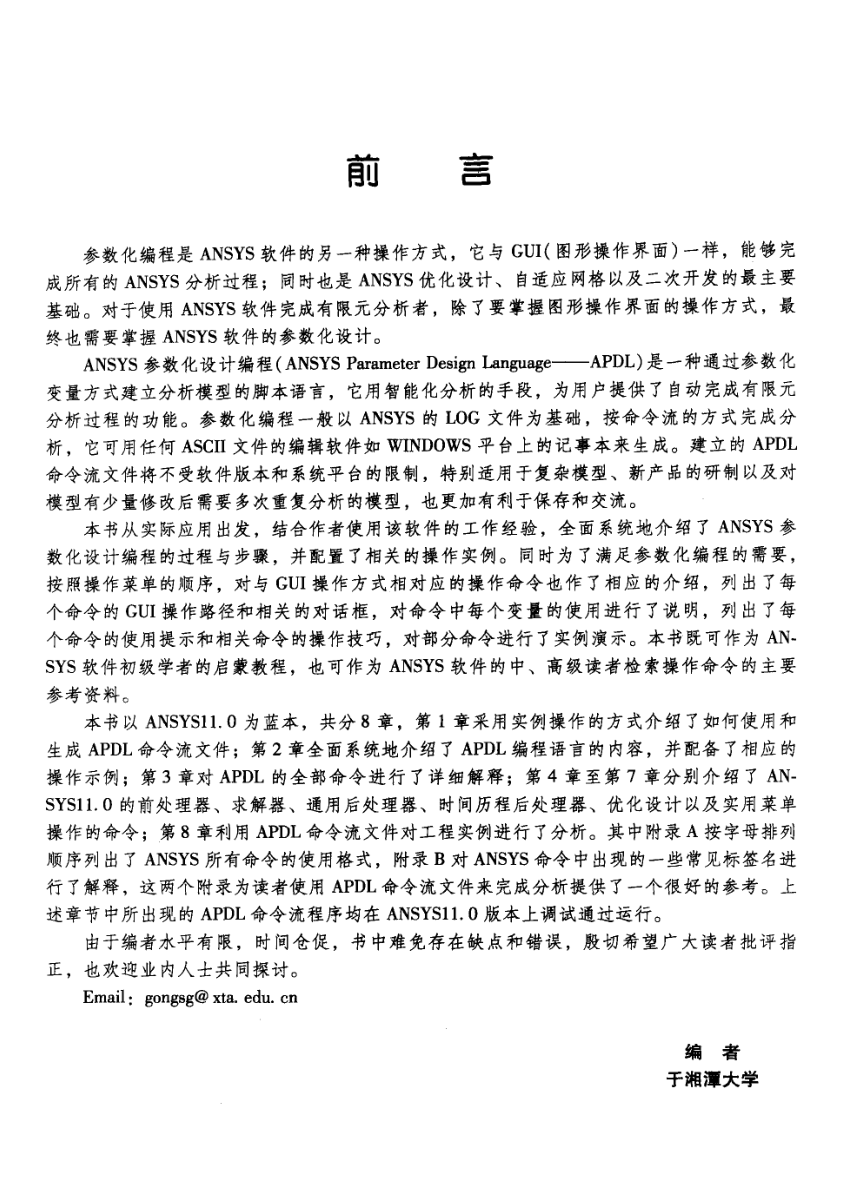 前 言
参数化编程是 ANSYS 软件的另一种操作方式，它与 GUI(图形操作界面)一样，能够完
成所有的 ANSYS 分析过程；同时也是 ANSYS 优化设计、自适应网格以及二次开发的最主要
基础。对于使用 ANSYS 软件完成有限元分析者，除了要掌握图形操作界面的操作方式，最
终也需要掌握 ANSYS 软件的参数化设计。
ANSYS 参数化设计编程(ANSYS Parameter Design Language——APDL)是一种通过参数化
变量方式建立分析模型的脚本语言，它用智能化分析的手段，为用户提供了自动完成有限元
分析过程的功能。参数化编程一般以 ANSYS 的 LOG 文件为基础，按命令流的方式完成分
析，它可用任何 ASCII 文件的编辑软件如 WINDOWS 平台上的记事本来生成。建立的 APDL
命令流文件将不受软件版本和系统平台的限制，特别适用于复杂模型、新产品的研制以及对
模型有少量修改后需要多次重复分析的模型，也更加有利于保存和交流。
本书从实际应用出发，结合作者使用该软件的工作经验，全面系统地介绍了 ANSYS 参
数化设计编程的过程与步骤，并配置了相关的操作实例。同时为了满足参数化编程的需要，
按照操作菜单的顺序，对与 GUI 操作方式相对应的操作命令也作了相应的介绍，列出了每
个命令的 GUI 操作路径和相关的对话框，对命令中每个变量的使用进行了说明，列出了每
个命令的使用提示和相关命令的操作技巧，对部分命令进行了实例演示。本书既可作为 AN-
SYS 软件初级学者的启蒙教程，也可作为 ANSYS 软件的中、高级读者检索操作命令的主要
参考资料。
本书以 ANSYS11.0 为蓝本，共分 8 章，第 1 章采用实例操作的方式介绍了如何使用和
生成 APDL 命令流文件；第 2 章全面系统地介绍了 APDL 编程语言的内容，并配备了相应的
操作示例；第 3 章对 APDL 的全部命令进行了详细解释；第 4 章至第 7 章分别介绍了 AN-
SYS11.0 的前处理器、求解器、通用后处理器、时间历程后处理器、优化设计以及实用菜单
操作的命令；第 8 章利用 APDL 命令流文件对工程实例进行了分析。其中附录 A 按字母排列
顺序列出了 ANSYS 所有命令的使用格式，附录 B 对 ANSYS 命令中出现的一些常见标签名进
行了解释，这两个附录为读者使用 APDL 命令流文件来完成分析提供了一个很好的参考。上
述章节中所出现的 APDL 命令流程序均在 ANSYS11.0 版本上调试通过运行。
由于编者水平有限，时间仓促，书中难免存在缺点和错误，殷切希望广大读者批评指
正，也欢迎业内人士共同探讨。
Email：gongsg@ xta. edu. cn
编 者
于湘潭大学